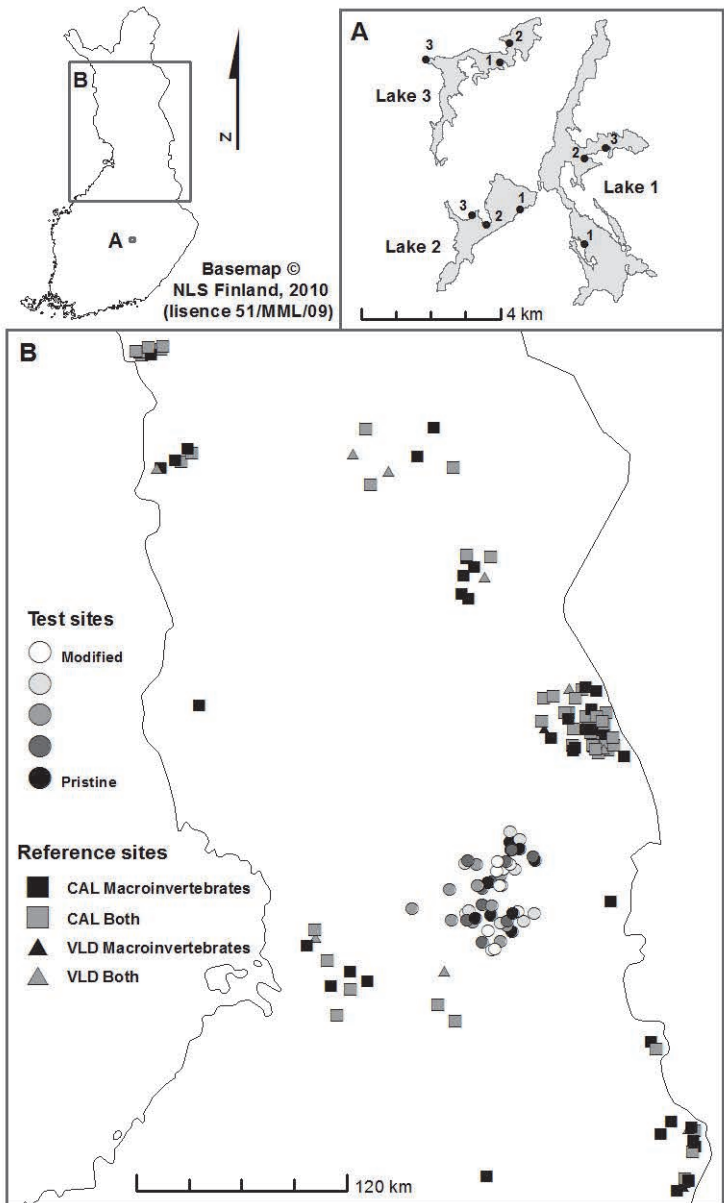 B
N
A
Basemap ©
NLS Finland, 2010
(lisence 51/MML/09)
A
2
3
1
Lake 3
3
2
Lake 1
1
3
2
Lake 2
1
4 km
B
Test sites
Modified
Pristine
Reference sites
CAL Macroinvertebrates
CAL Both
VLD Macroinvertebrates
VLD Both
120 km